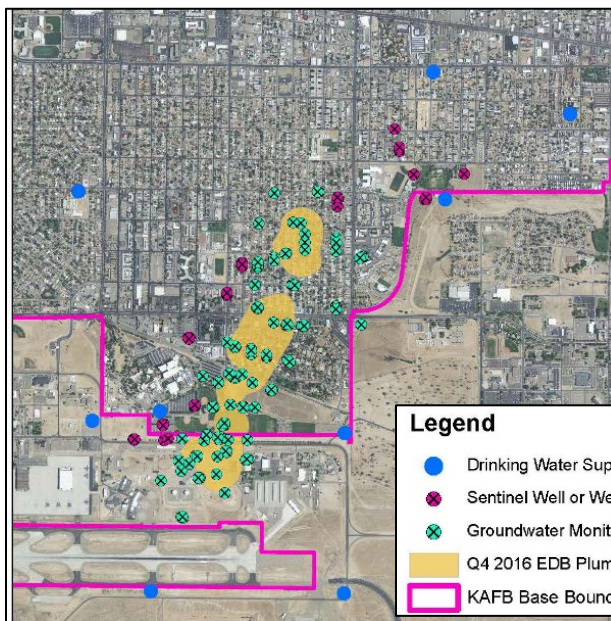 Legend
Drinking Water Sup
Sentinel Well or We
Groundwater Monit
Q4 2016 EDB Plum
KAFB Base Bound